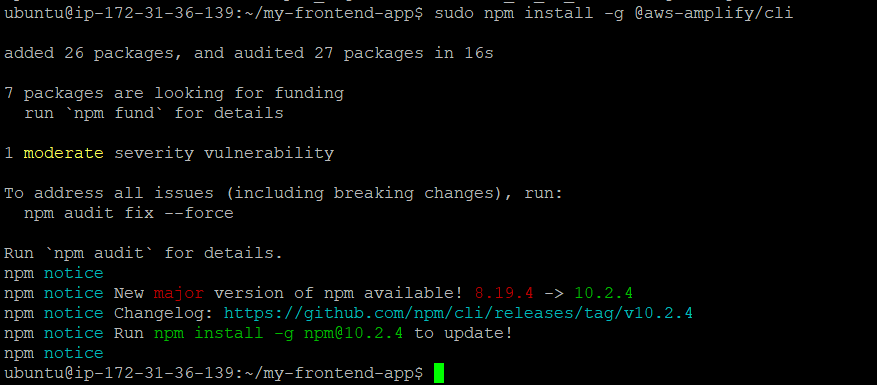 ubuntu@ip-172-31-36-139:~/my-frontend-app$ sudo npm install -g @aws-amplify/cli
added 26 packages, and audited 27 packages in 16s
7 packages are looking for funding
run `npm fund` for details
1 moderate severity vulnerability
To address all issues (including breaking changes), run:
npm audit fix --force
Run `npm audit` for details.
npm notice
npm notice New major version of npm available! 8.19.4 -> 10.2.4
npm notice Changelog: https://github.com/npm/cli/releases/tag/v10.2.4
npm notice Run npm install -g npm@10.2.4 to update!
npm notice
ubuntu@ip-172-31-36-139:~/my-frontend-app$